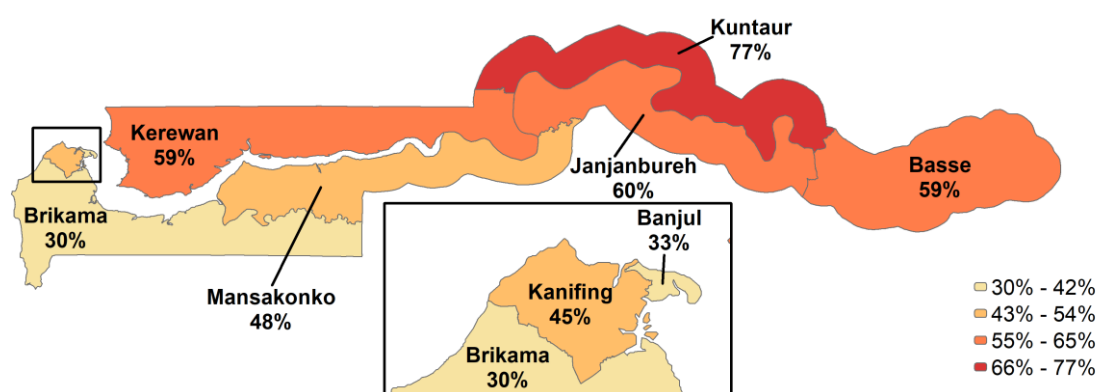 Kuntaur
77%
Kerewan
59%
Janjanbureh
60%
Basse
59%
Brikama
30%
Mansakonko
48%
Banjul
33%
Kanifing
45%
Brikama
30%
30% - 42%
43% - 54%
55% - 65%
66% - 77%